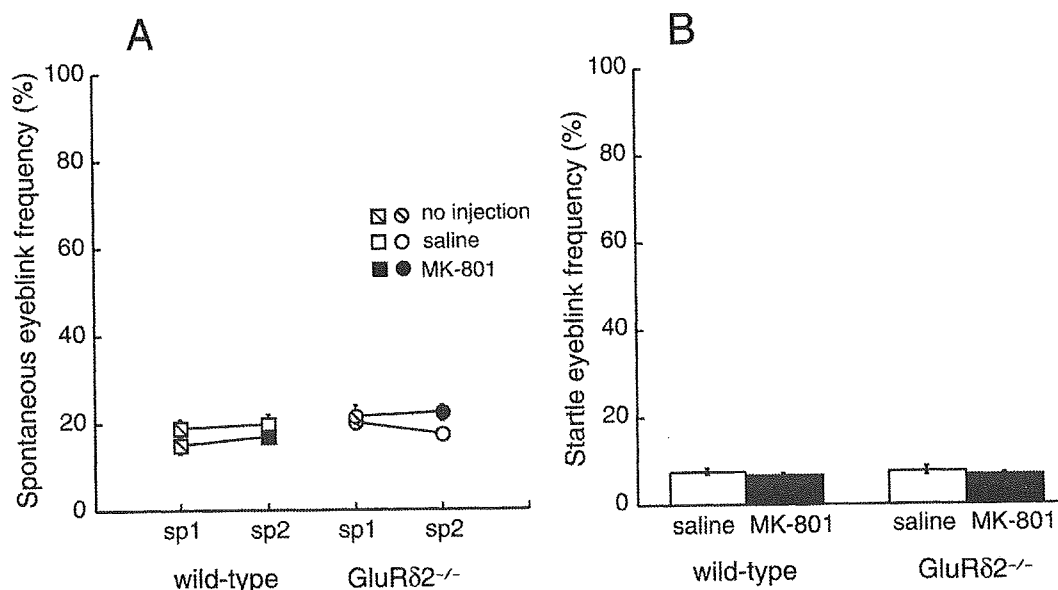 A
Spontaneous eyeblink frequency (%)
100
80
60
40
20
0
no injection
saline
MK-801
sp1 sp2 sp1 sp2
wild-type GluRδ2⁻/⁻
B
Startle eyeblink frequency (%)
100
80
60
40
20
0
saline MK-801 saline MK-801
wild-type GluRδ2⁻/⁻